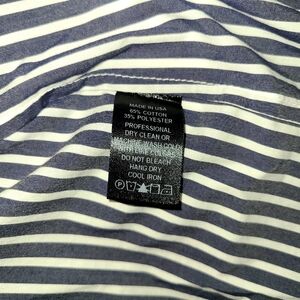 MADE IN USA
65% COTTON
35% POLYESTER
PROFESSIONAL
DRY CLEAN OR
MACHINE WASH COLD
WITH LIKE COLORS
DO NOT BLEACH
HANG DRY
COOL IRON